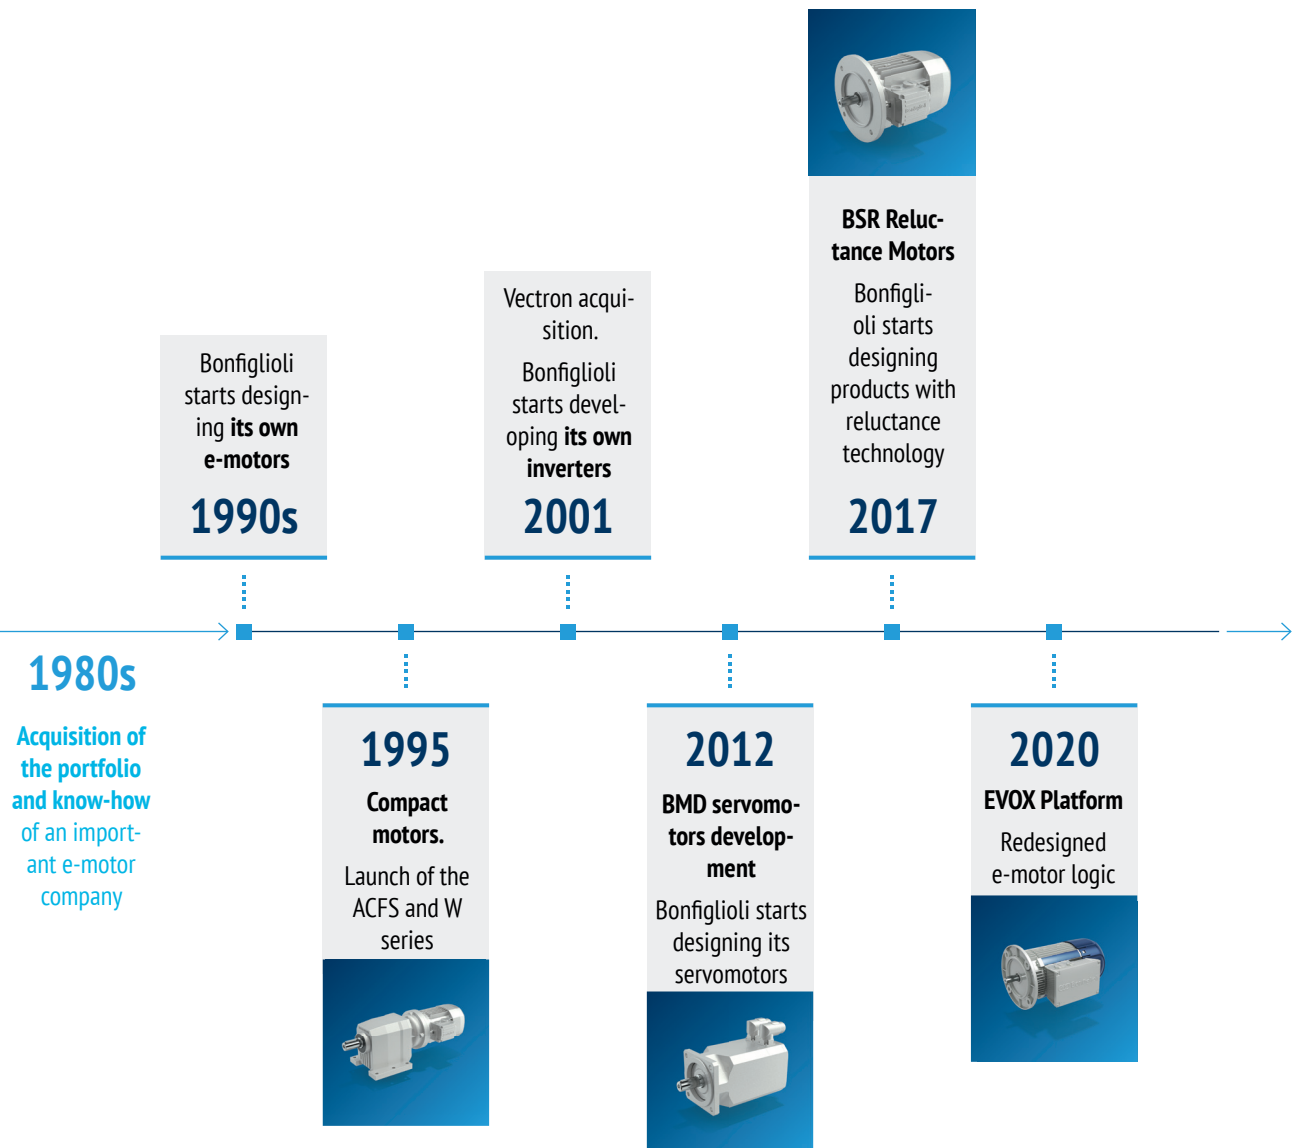 1980s
Acquisition of
the portfolio
and know-how
of an import-
ant e-motor
company
Bonfiglioli
starts design-
ing its own
e-motors
1990s
1995
Compact
motors.
Launch of the
ACFS and W
series
Vectron acqui-
sition.
Bonfiglioli
starts devel-
oping its own
inverters
2001
2012
BMD servomo-
tors develop-
ment
Bonfiglioli starts
designing its
servomotors
BSR Reluc-
tance Motors
Bonfigli-
oli starts
designing
products with
reluctance
technology
2017
2020
EVOX Platform
Redesigned
e-motor logic